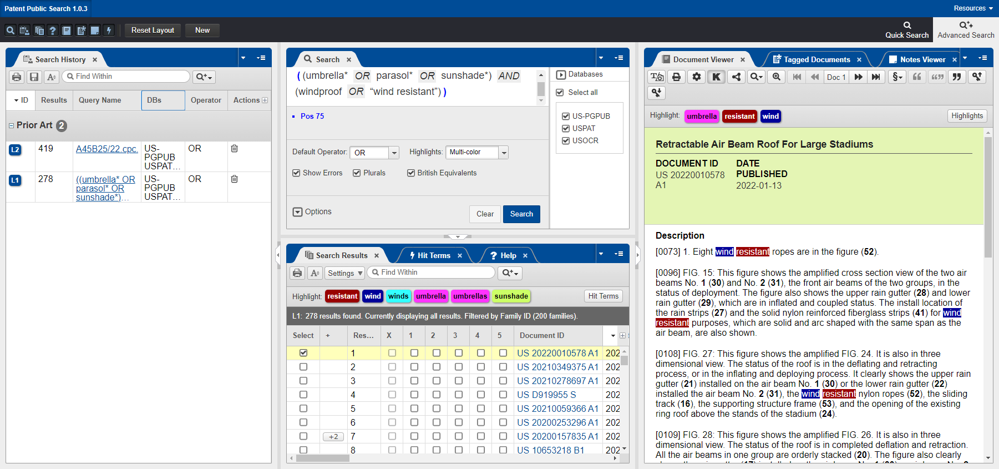 Patent Public Search 1.0.3
Resources
Reset Layout
New
Quick Search
Advanced Search
Search History
Find Within
ID
Results
Query Name
DBs
Operator
Actions
Prior Art 2
L2
419
A45B25/22.cpc.
US-
PGPUB
USPAT...
OR
L1
278
((umbrella* OR
parasol* OR
sunshade*)...
US-
PGPUB
USPAT...
OR
Search
((umbrella* OR parasol* OR sunshade*) AND
(windproof OR “wind resistant”))
Pos 75
Default Operator:
OR
Highlights:
Multi-color
Show Errors
Plurals
British Equivalents
Options
Clear
Search
Databases
Select all
US-PGPUB
USPAT
USOCR
Search Results
Hit Terms
Help
Settings
Find Within
Highlight: resistant wind winds umbrella umbrellas sunshade
Hit Terms
L1: 278 results found. Currently displaying all results. Filtered by Family ID (200 families).
Select + Res... X 1 2 3 4 5 Document ID
1 US 20220010578 A1 202
2 US 20210349375 A1 202
3 US 20210278697 A1 202
4 US D919955 S 202
5 US 20210059366 A1 202
6 US 20200253296 A1 202
+2 7 US 20200157835 A1 202
8 US 10653218 B1 202
Document Viewer
Tagged Documents
Notes Viewer
Doc 1
Highlight: umbrella resistant wind
Highlights
Retractable Air Beam Roof For Large Stadiums
DOCUMENT ID
US 20220010578
A1
DATE
PUBLISHED
2022-01-13
Description
[0073] 1. Eight wind resistant ropes are in the figure (52).
[0096] FIG. 15: This figure shows the amplified cross section view of the two air
beams No. 1 (30) and No. 2 (31), the front air beams of the two groups, in the
status of deployment. The figure also shows the upper rain gutter (28) and lower
rain gutter (29), which are in inflated and coupled status. The install location of
the rain strips (27) and the solid nylon reinforced fiberglass strips (41) for wind
resistant purposes, which are solid and arc shaped with the same span as the
air beam, are also shown.
[0108] FIG. 27: This figure shows the amplified FIG. 24. It is also in three
dimensional view. The status of the roof is in the deflating and retracting
process, or in the inflating and deploying process. It clearly shows the upper rain
gutter (21) installed on the air beam No. 1 (30) or the lower rain gutter (22)
installed the air beam No. 2 (31), the wind resistant nylon ropes (52), the sliding
track (16), the supporting structure frame (53), and the opening of the existing
ring roof above the stands of the stadium (24).
[0109] FIG. 28: This figure shows the amplified FIG. 26. It is also in three
dimensional view. The status of the roof is in completed deflation and retraction.
All the air beams in one group are orderly stacked (20). The figure also clearly